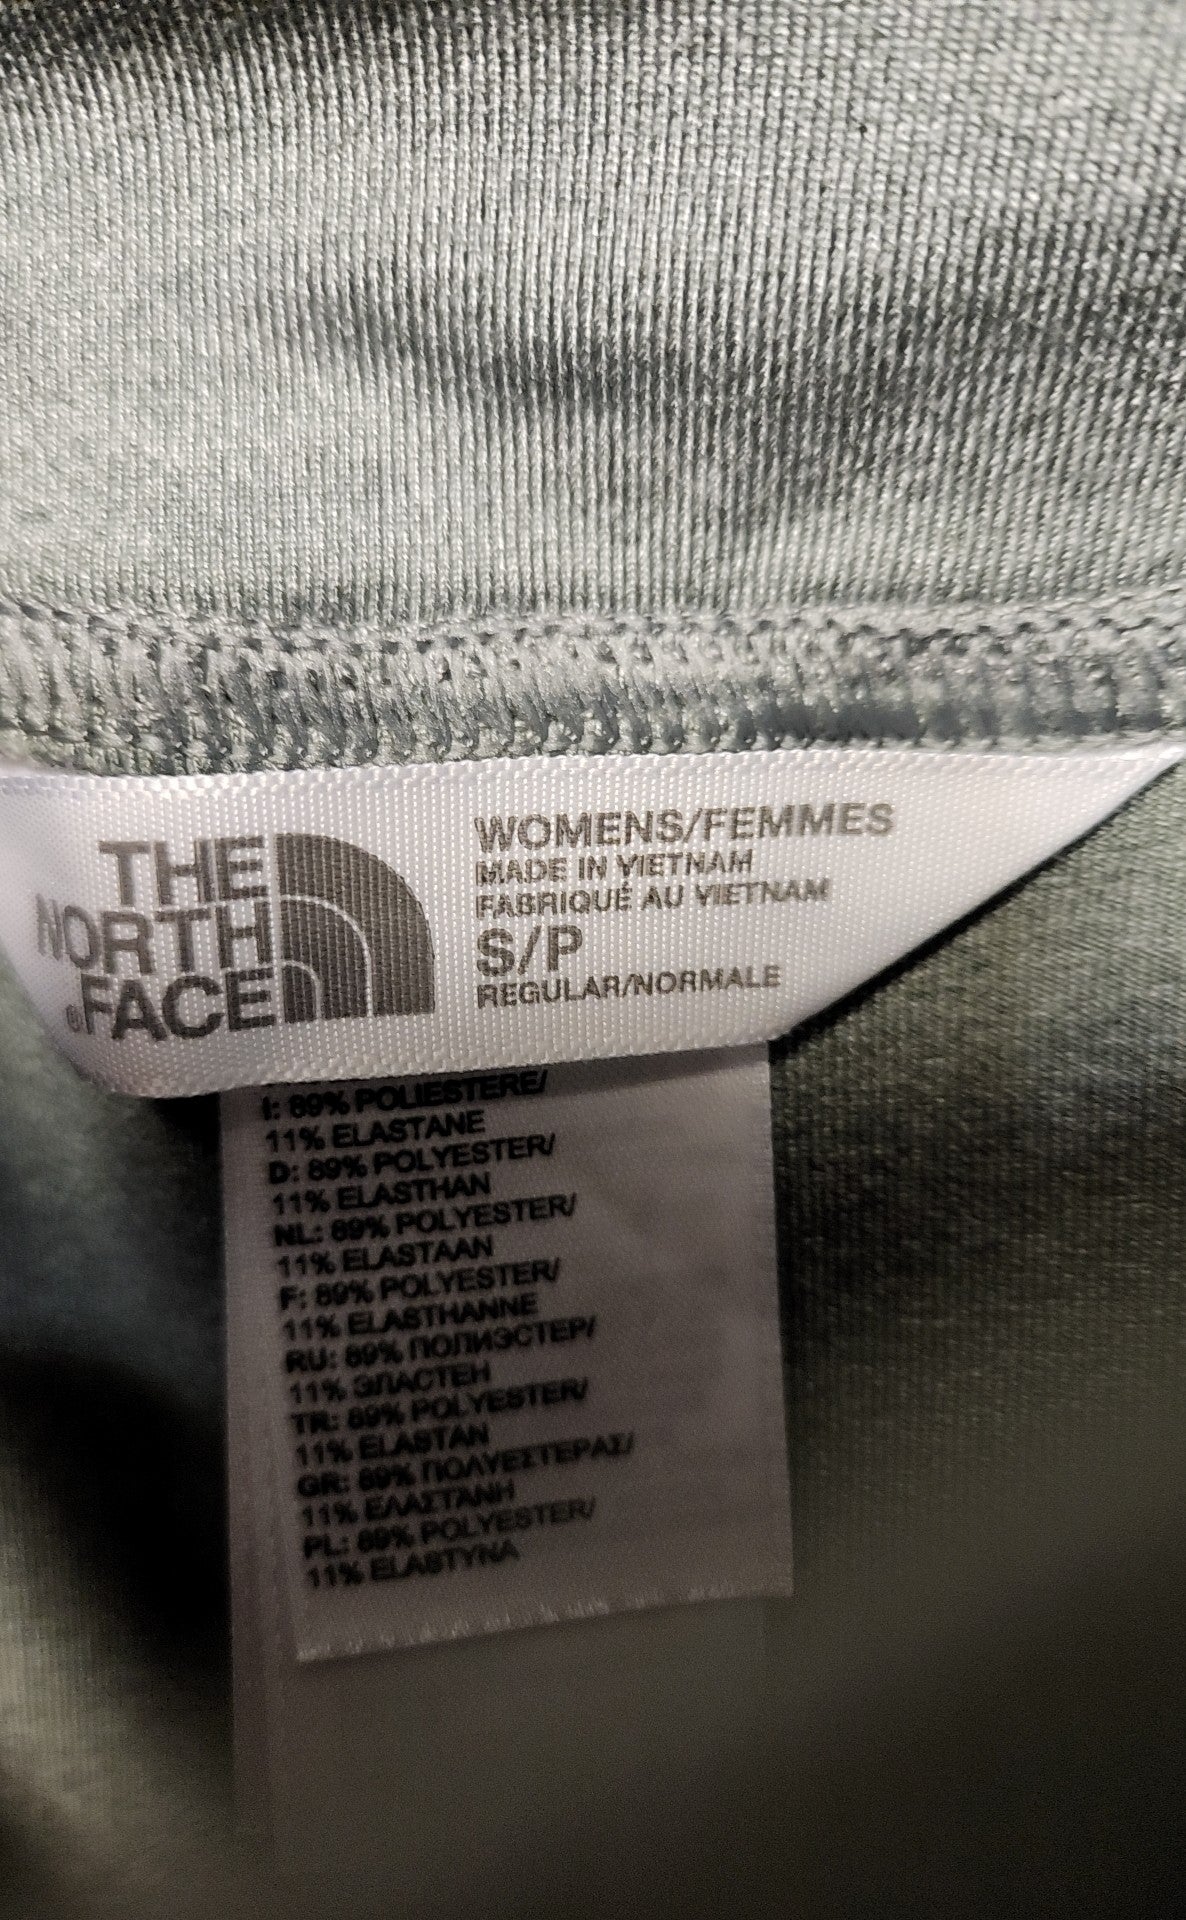 THE
NORTH
®FACE
WOMENS/FEMMES
MADE IN VIETNAM
FABRIQUÉ AU VIETNAM
S/P
REGULAR/NORMALE
I: 89% POLIESTERE/
11% ELASTANE
D: 89% POLYESTER/
11% ELASTHAN
NL: 89% POLYESTER/
11% ELASTAAN
F: 89% POLYESTER/
11% ELASTHANNE
RU: 89% ПОЛИЭСТЕР/
11% ЭЛАСТЕН
TR: 89% POLYESTER/
11% ELASTAN
GR: 89% ΠΟΛΥΕΣΤΕΡΑΣ/
11% ΕΛΑΣΤΑΝΗ
PL: 89% POLYESTER/
11% ELASTYNA